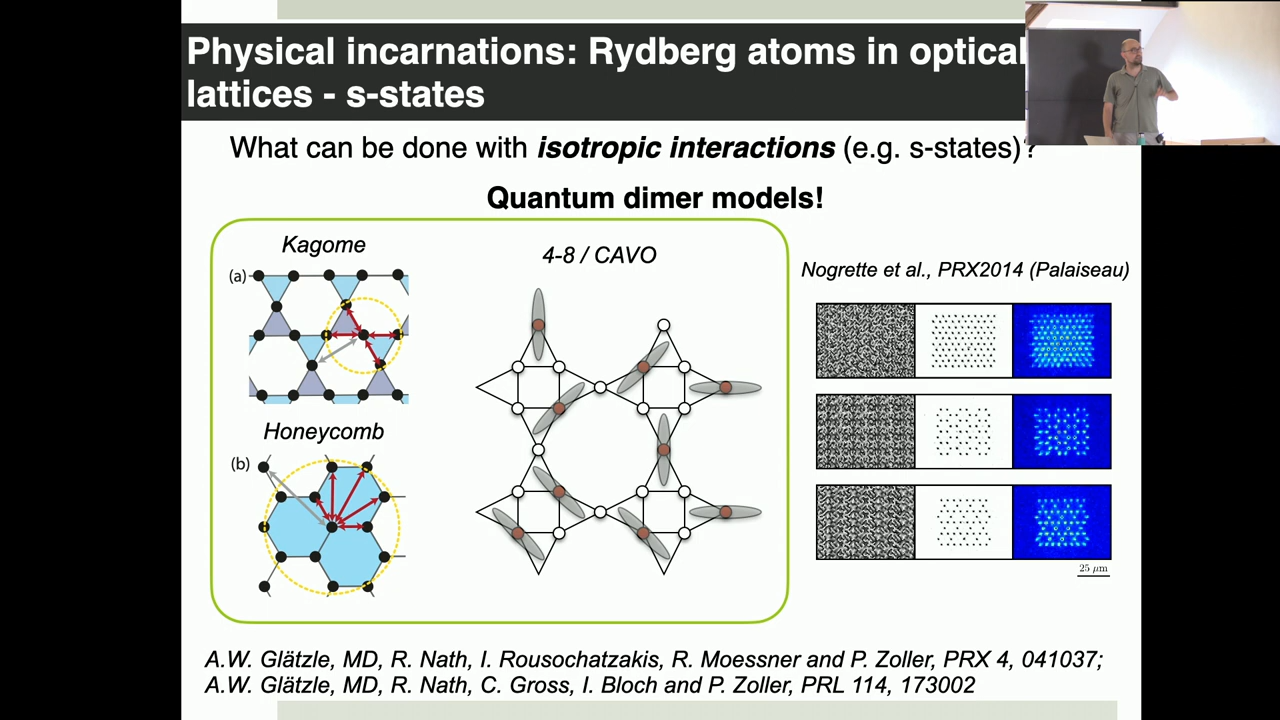 Physical incarnations: Rydberg atoms in optical
lattices - s-states
What can be done with isotropic interactions (e.g. s-states)?
Quantum dimer models!
Kagome
(a)
4-8 / CAVO
Nogrette et al., PRX2014 (Palaiseau)
Honeycomb
(b)
25 μm
A.W. Glätzle, MD, R. Nath, I. Rousochatzakis, R. Moessner and P. Zoller, PRX 4, 041037;
A.W. Glätzle, MD, R. Nath, C. Gross, I. Bloch and P. Zoller, PRL 114, 173002